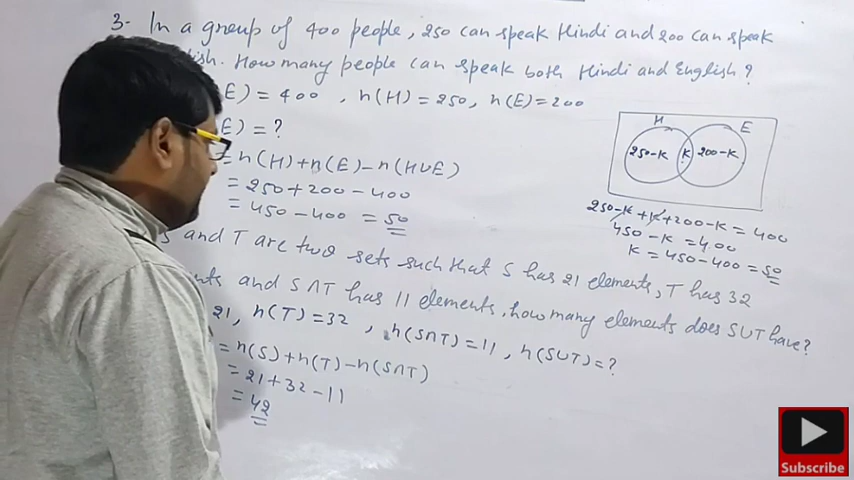 3- In a group of 400 people, 250 can speak Hindi and 200 can speak
lish. How many people can speak both Hindi and English?
E) = 400 , n(H) = 250, n(E) = 200
E) = ?
= n(H) + n(E) - n(H∪E)
= 250 + 200 - 400
= 450 - 400 = 50
H E
250-K K 200-K
250-K + K + 200-K = 400
450 - K = 400
K = 450 - 400 = 50
S and T are two sets such that S has 21 elements, T has 32
ents and S∩T has 11 elements, how many elements does S∪T have?
21, n(T) = 32 , n(S∩T) = 11 , n(S∪T) = ?
= n(S) + n(T) - n(S∩T)
= 21 + 32 - 11
= 42
Subscribe